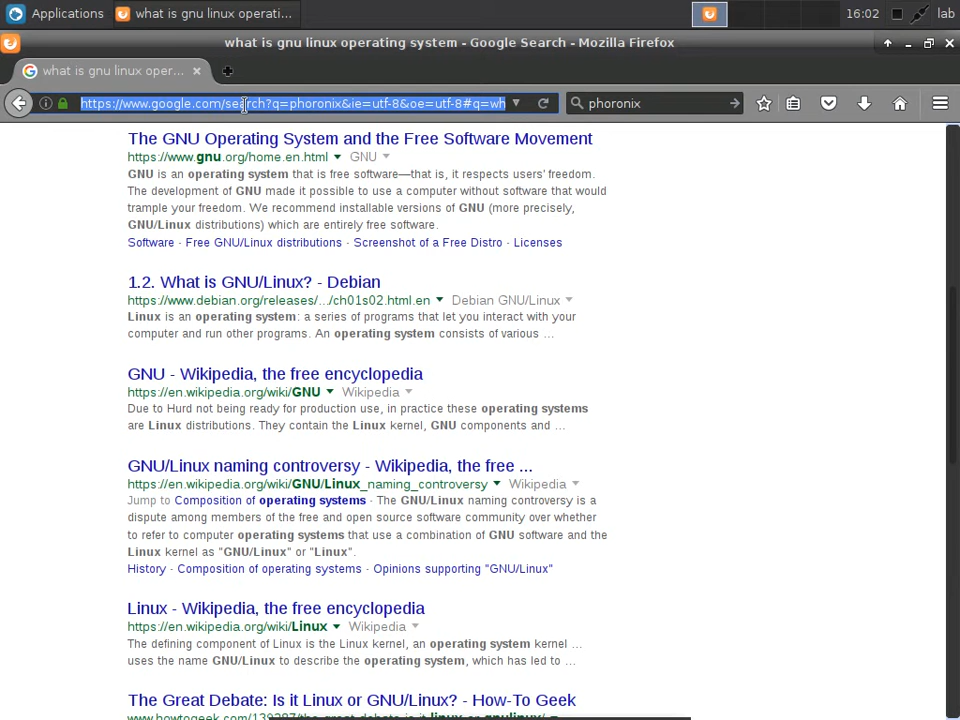 Applications
what is gnu linux operati...
16:02
lab
what is gnu linux operating system - Google Search - Mozilla Firefox
what is gnu linux oper...
https://www.google.com/search?q=phoronix&ie=utf-8&oe=utf-8#q=wh
phoronix
The GNU Operating System and the Free Software Movement
https://www.gnu.org/home.en.html GNU
GNU is an operating system that is free software—that is, it respects users' freedom.
The development of GNU made it possible to use a computer without software that would
trample your freedom. We recommend installable versions of GNU (more precisely,
GNU/Linux distributions) which are entirely free software.
Software · Free GNU/Linux distributions · Screenshot of a Free Distro · Licenses
1.2. What is GNU/Linux? - Debian
https://www.debian.org/releases/.../ch01s02.html.en Debian GNU/Linux
Linux is an operating system: a series of programs that let you interact with your
computer and run other programs. An operating system consists of various ...
GNU - Wikipedia, the free encyclopedia
https://en.wikipedia.org/wiki/GNU Wikipedia
Due to Hurd not being ready for production use, in practice these operating systems
are Linux distributions. They contain the Linux kernel, GNU components and ...
GNU/Linux naming controversy - Wikipedia, the free ...
https://en.wikipedia.org/wiki/GNU/Linux_naming_controversy Wikipedia
Jump to Composition of operating systems - The GNU/Linux naming controversy is a
dispute among members of the free and open source software community over whether
to refer to computer operating systems that use a combination of GNU software and the
Linux kernel as "GNU/Linux" or "Linux".
History · Composition of operating systems · Opinions supporting "GNU/Linux"
Linux - Wikipedia, the free encyclopedia
https://en.wikipedia.org/wiki/Linux Wikipedia
The defining component of Linux is the Linux kernel, an operating system kernel ...
uses the name GNU/Linux to describe the operating system, which has led to ...
The Great Debate: Is it Linux or GNU/Linux? - How-To Geek